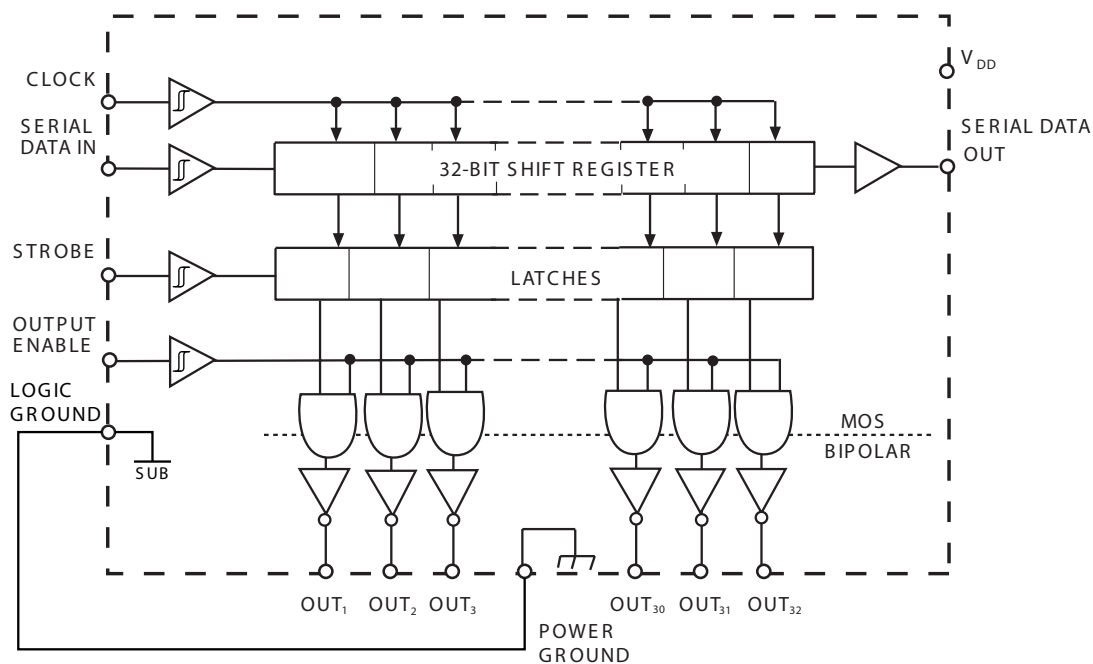 CLOCK
V DD
SERIAL
DATA IN
SERIAL DATA
OUT
32-BIT SHIFT REGISTER
STROBE
LATCHES
OUTPUT
ENABLE
LOGIC
GROUND
MOS
BIPOLAR
SUB
OUT1 OUT2 OUT3 OUT30 OUT31 OUT32
POWER
GROUND